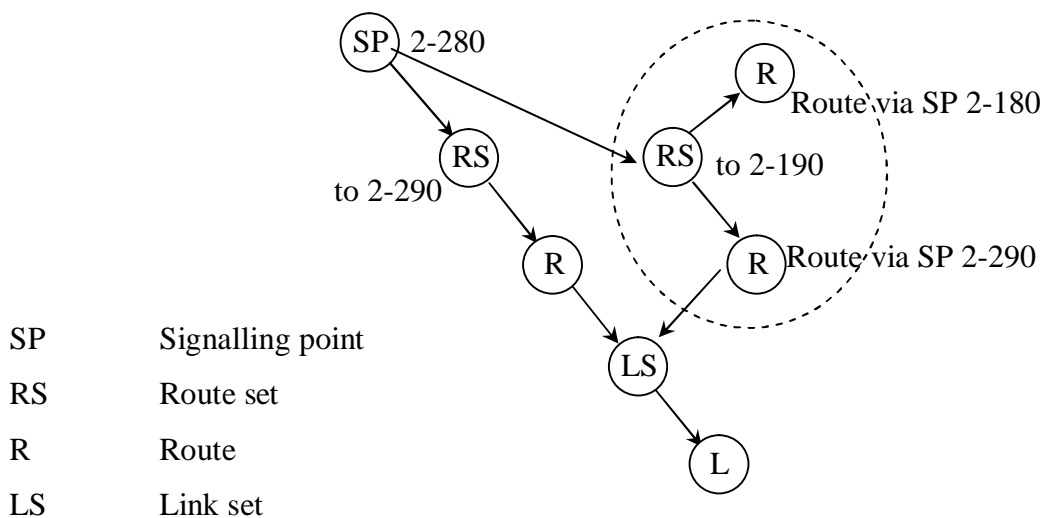 SP 2-280
R
Route via SP 2-180
RS
to 2-290
RS to 2-190
R
R Route via SP 2-290
SP Signalling point
LS
RS Route set
R Route
L
LS Link set